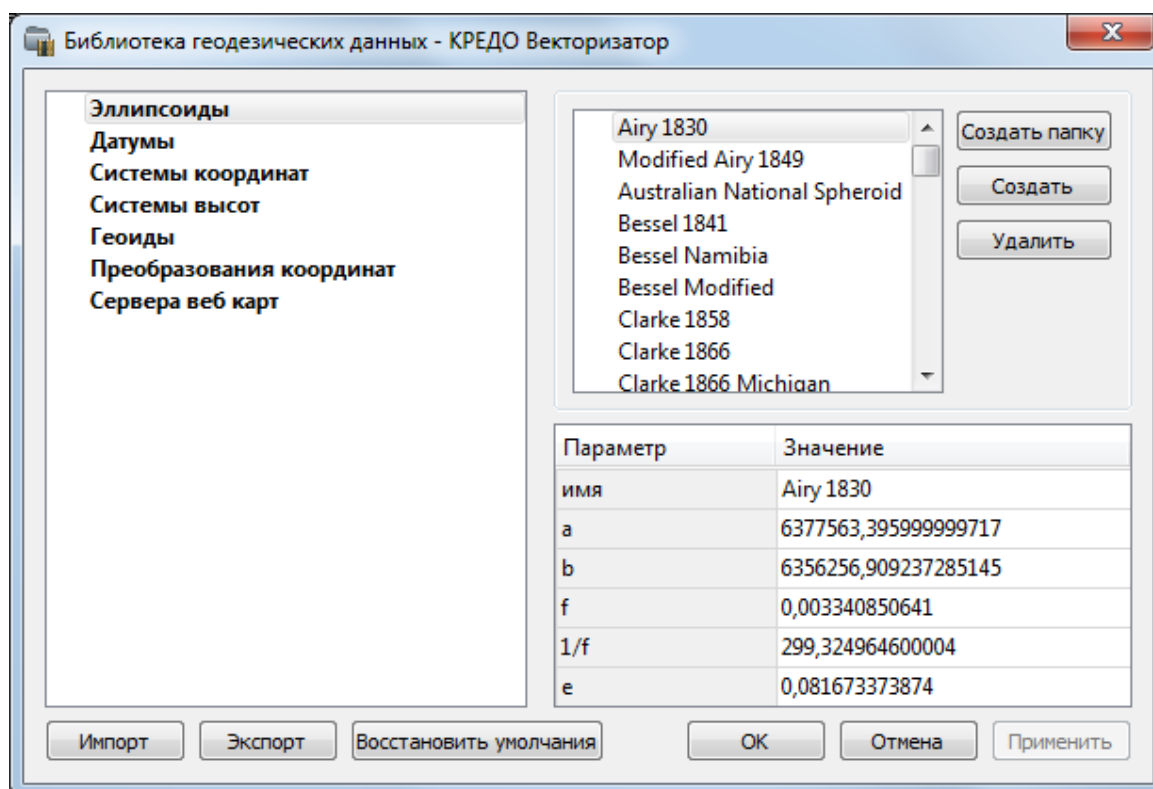 Библиотека геодезических данных - КРЕДО Векторизатор
Эллипсоиды
Датумы
Системы координат
Системы высот
Геоиды
Преобразования координат
Сервера веб карт
Airy 1830
Modified Airy 1849
Australian National Spheroid
Bessel 1841
Bessel Namibia
Bessel Modified
Clarke 1858
Clarke 1866
Clarke 1866 Michigan
Создать папку
Создать
Удалить
Параметр Значение
имя Airy 1830
a 6377563,395999999717
b 6356256,909237285145
f 0,003340850641
1/f 299,324964600004
e 0,081673373874
Импорт Экспорт Восстановить умолчания OK Отмена Применить